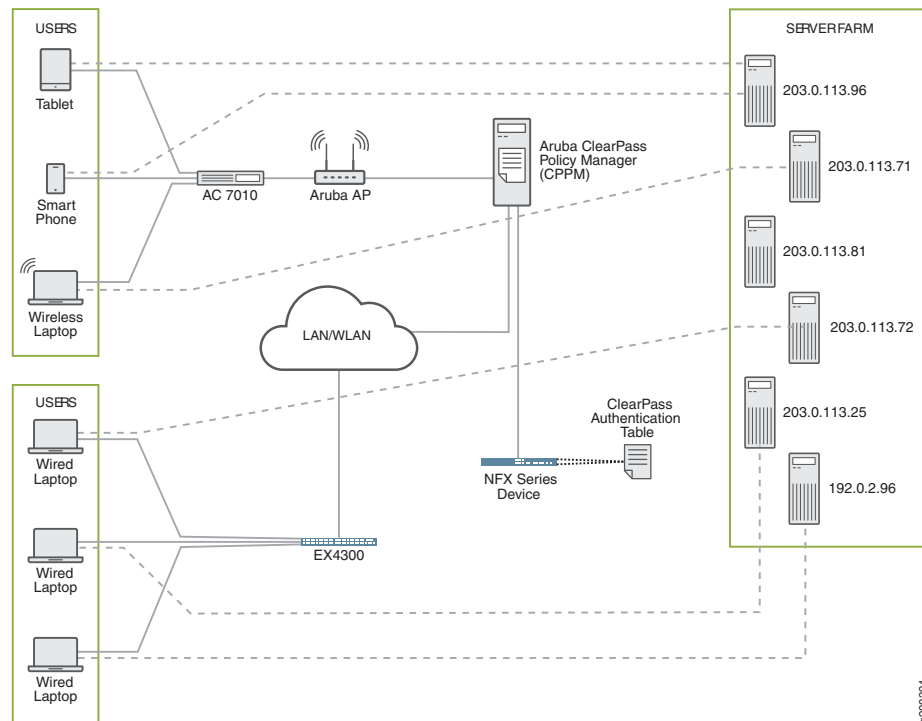 USERS
Tablet
Smart
Phone
Wireless
Laptop
AC 7010
Aruba AP
Aruba ClearPass
Policy Manager
(CPPM)
SERVER FARM
203.0.113.96
203.0.113.71
203.0.113.81
203.0.113.72
203.0.113.25
192.0.2.96
LAN/WLAN
USERS
Wired
Laptop
Wired
Laptop
Wired
Laptop
EX4300
NFX Series
Device
ClearPass
Authentication
Table